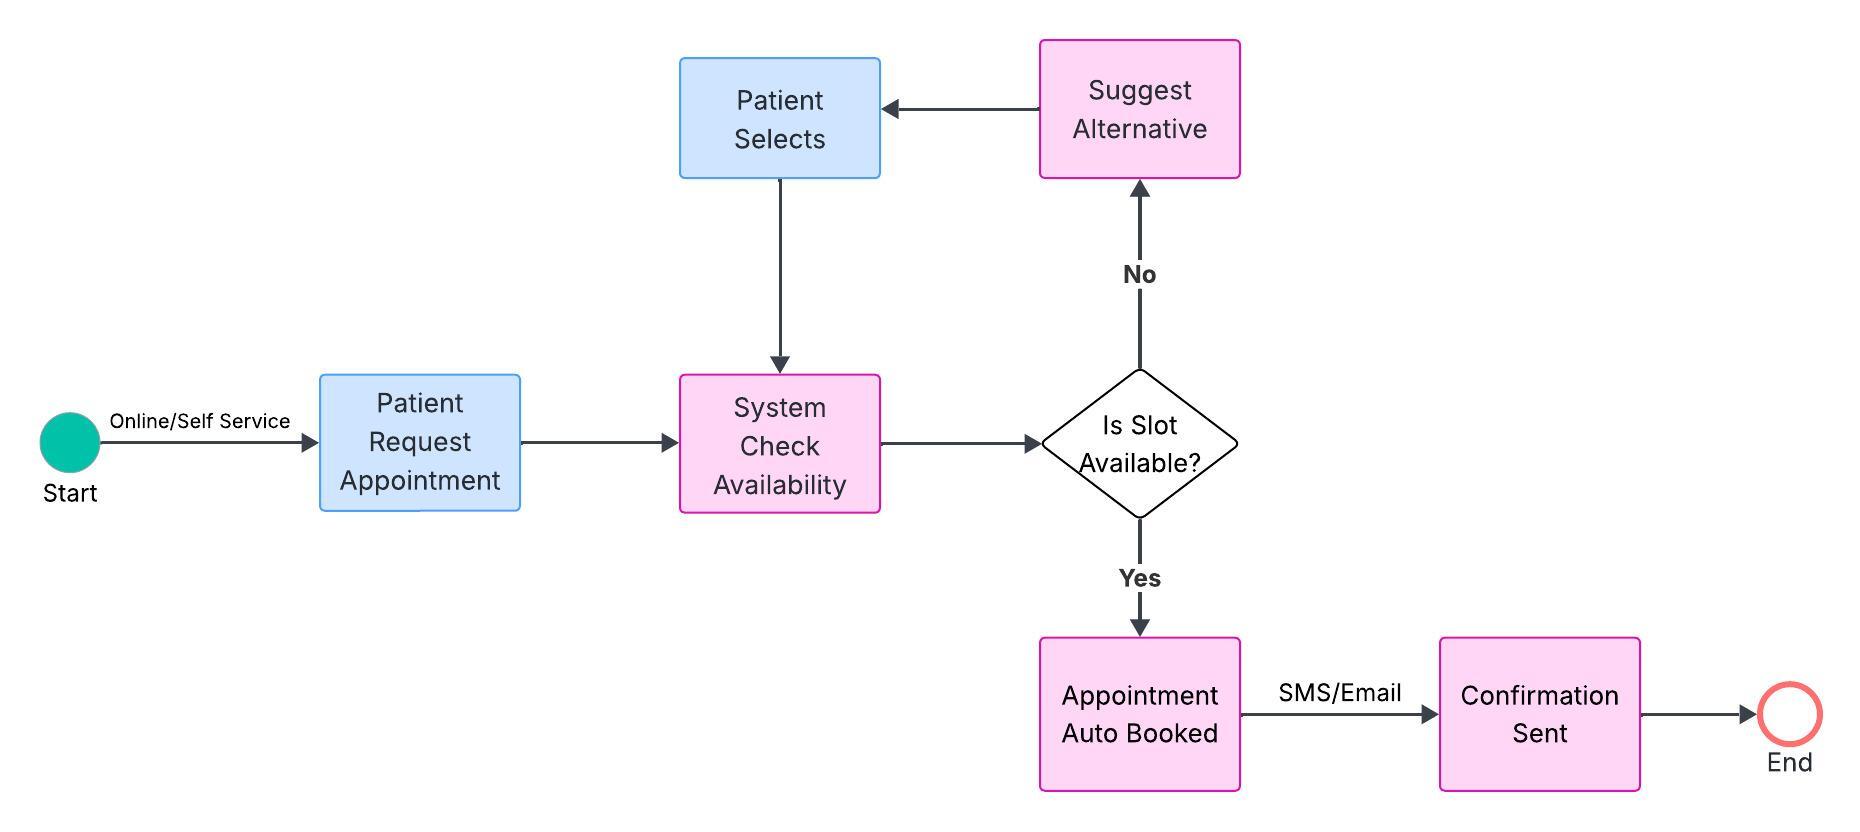 Patient
Selects
Suggest
Alternative
No
Start
Online/Self Service
Patient
Request
Appointment
System
Check
Availability
Is Slot
Available?
Yes
Appointment
Auto Booked
SMS/Email
Confirmation
Sent
End